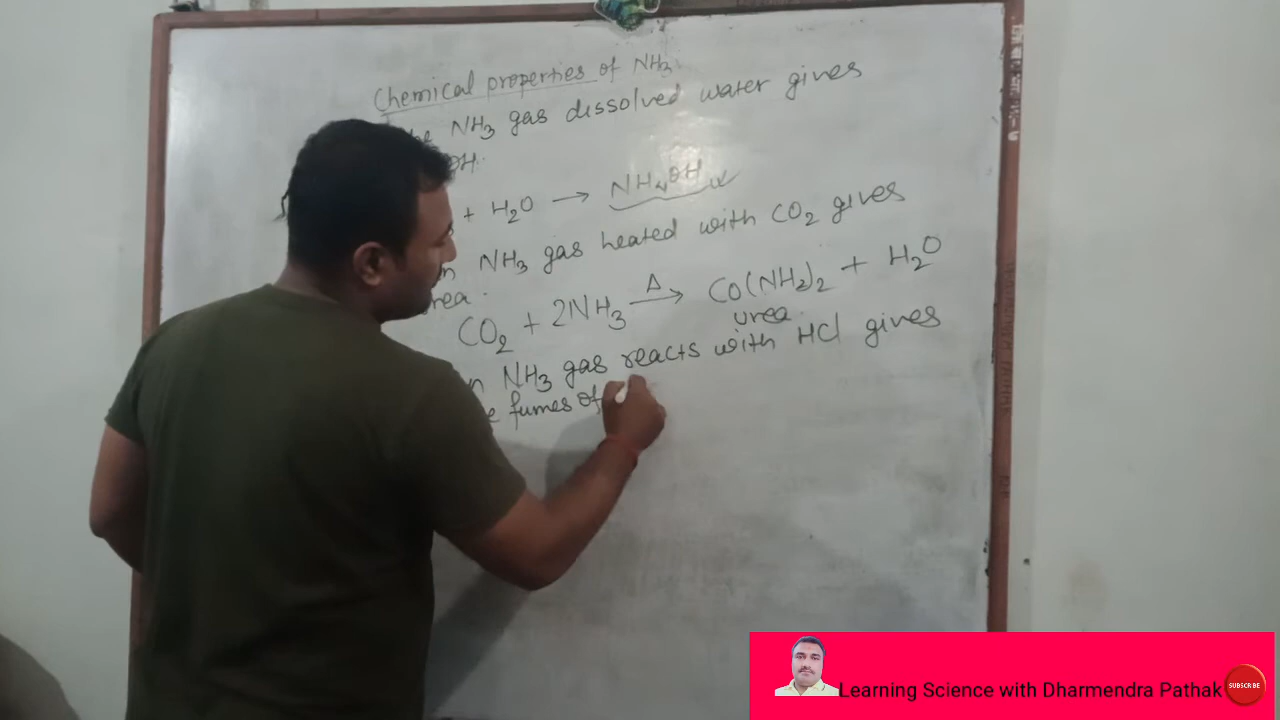 Chemical properties of NH3
NH3 gas dissolved water gives
OH.
+ H2O → NH4OH
NH3 gas heated with CO2 gives
rea.
CO2 + 2NH3 Δ→ Co(NH2)2 + H2O
urea.
NH3 gas reacts with HCl gives
fumes of
Learning Science with Dharmendra Pathak
SUBSCRIBE